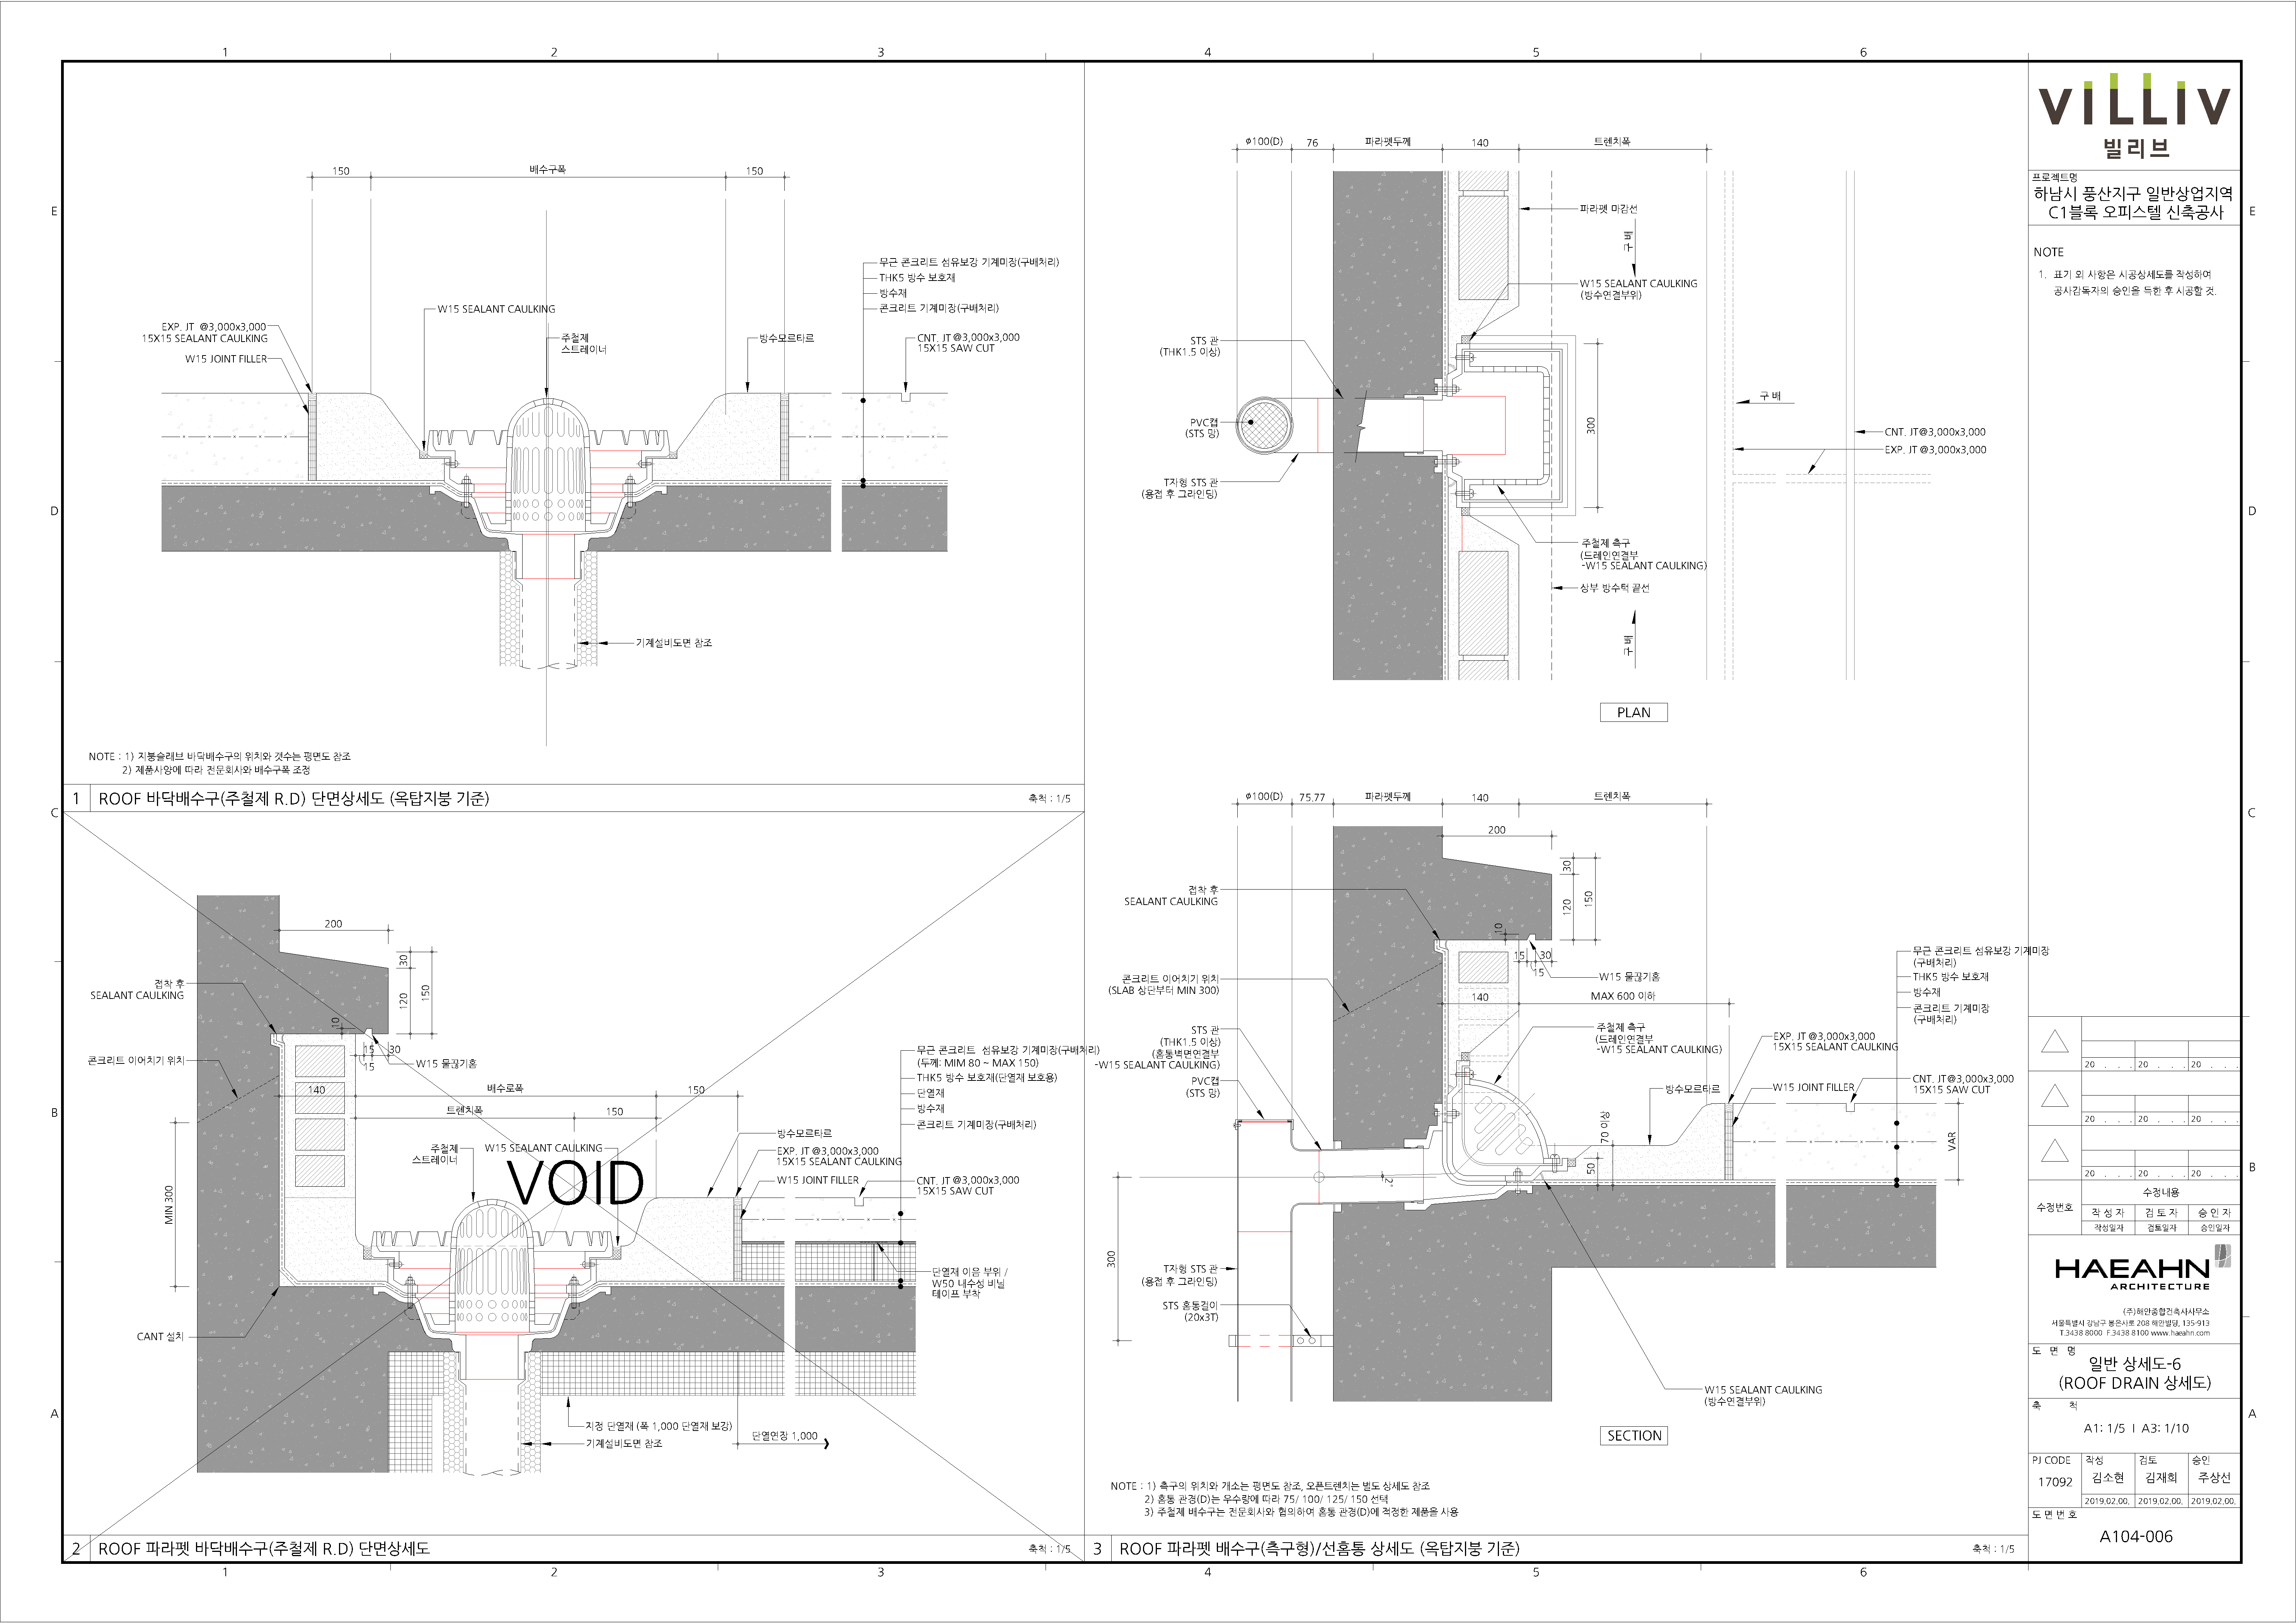 1
2
3
4
5
6
E
D
C
B
A
150
배수구폭
150
무근 콘크리트 섬유보강 기계미장(구배처리)
THK5 방수 보호재
방수재
콘크리트 기계미장(구배처리)
W15 SEALANT CAULKING
EXP. JT @3,000x3,000
15X15 SEALANT CAULKING
W15 JOINT FILLER
주철제
스트레이너
방수모르타르
CNT. JT @3,000x3,000
15X15 SAW CUT
기계설비도면 참조
NOTE : 1) 지붕슬래브 바닥배수구의 위치와 갯수는 평면도 참조
2) 제품사양에 따라 전문회사와 배수구폭 조정
1 ROOF 바닥배수구(주철제 R.D) 단면상세도 (옥탑지붕 기준)
축척 : 1/5
200
30
120
150
10
15
30
15
접착 후
SEALANT CAULKING
콘크리트 이어치기 위치
W15 물끊기홈
140
배수로폭
150
트렌치폭
150
무근 콘크리트 섬유보강 기계미장(구배처리)
(두께: MIM 80 ~ MAX 150)
THK5 방수 보호재(단열재 보호용)
단열재
방수재
콘크리트 기계미장(구배처리)
주철제
스트레이너
W15 SEALANT CAULKING
VOID
방수모르타르
EXP. JT @3,000x3,000
15X15 SEALANT CAULKING
W15 JOINT FILLER
CNT. JT @3,000x3,000
15X15 SAW CUT
MIN 300
단열재 이음 부위 /
W50 내수성 비닐
테이프 부착
CANT 설치
지정 단열재 (폭 1,000 단열재 보강)
기계설비도면 참조
단열연장 1,000
2 ROOF 파라펫 바닥배수구(주철제 R.D) 단면상세도
축척 : 1/5
φ100(D)
76
파라펫두께
140
트렌치폭
파라펫 마감선
구 배
W15 SEALANT CAULKING
(방수연결부위)
STS 관
(THK1.5 이상)
PVC캡
(STS 망)
T자형 STS 관
(용접 후 그라인딩)
300
구 배
CNT. JT@3,000x3,000
EXP. JT @3,000x3,000
주철제 측구
(드레인연결부
-W15 SEALANT CAULKING)
상부 방수턱 끝선
구 배
PLAN
φ100(D)
75.77
파라펫두께
140
트렌치폭
200
30
120
150
10
15
30
15
접착 후
SEALANT CAULKING
콘크리트 이어치기 위치
(SLAB 상단부터 MIN 300)
W15 물끊기홈
140
MAX 600 이하
무근 콘크리트 섬유보강 기계미장
(구배처리)
THK5 방수 보호재
방수재
콘크리트 기계미장
(구배처리)
STS 관
(THK1.5 이상)
(홈통벽면연결부
-W15 SEALANT CAULKING)
PVC캡
(STS 망)
주철제 측구
(드레인연결부
-W15 SEALANT CAULKING)
EXP. JT @3,000x3,000
15X15 SEALANT CAULKING
방수모르타르
W15 JOINT FILLER
CNT. JT@3,000x3,000
15X15 SAW CUT
70 이상
50
VAR
2°
300
T자형 STS 관
(용접 후 그라인딩)
STS 홈통걸이
(20x3T)
W15 SEALANT CAULKING
(방수연결부위)
SECTION
NOTE : 1) 측구의 위치와 개소는 평면도 참조, 오픈트렌치는 별도 상세도 참조
2) 홈통 관경(D)는 우수량에 따라 75/ 100/ 125/ 150 선택
3) 주철제 배수구는 전문회사와 협의하여 홈통 관경(D)에 적정한 제품을 사용
3 ROOF 파라펫 배수구(측구형)/선홈통 상세도 (옥탑지붕 기준)
축척 : 1/5
VILLIV
빌리브
프로젝트명
하남시 풍산지구 일반상업지역
C1블록 오피스텔 신축공사
NOTE
1. 표기 외 사항은 시공상세도를 작성하여
공사감독자의 승인을 득한 후 시공할 것.
20 . . . 20 . . . 20 . . .
20 . . . 20 . . . 20 . . .
20 . . . 20 . . . 20 . . .
수정번호
수정내용
작 성 자 검 토 자 승 인 자
작성일자 검토일자 승인일자
HAEAHN
ARCHITECTURE
(주)해안종합건축사사무소
서울특별시 강남구 봉은사로 208 해안빌딩, 135-913
T.3438 8000 F.3438 8100 www.haeahn.com
도 면 명
일반 상세도-6
(ROOF DRAIN 상세도)
축 척
A1: 1/5 I A3: 1/10
PJ CODE 작성 검토 승인
17092 김소현 김재희 주상선
2019.02.00. 2019.02.00. 2019.02.00.
도 면 번 호
A104-006
E
D
C
B
A
1
2
3
4
5
6